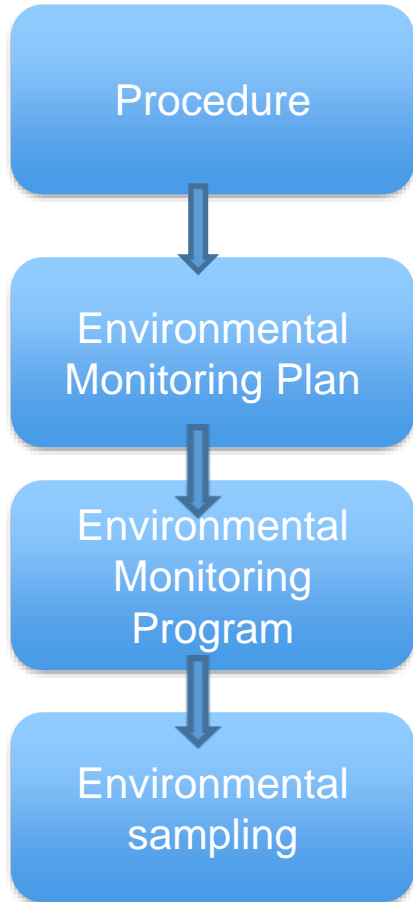 Procedure
Environmental
Monitoring Plan
Environmental
Monitoring
Program
Environmental
sampling